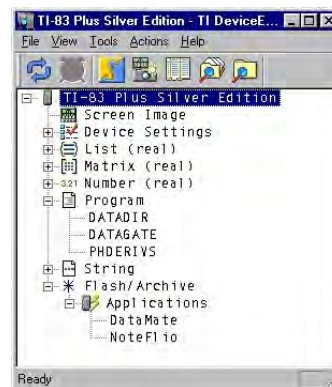 TI-83 Plus Silver Edition - TI DeviceE...
File View Tools Actions Help
TI-83 Plus Silver Edition
Screen Image
Device Settings
List (real)
Matrix (real)
3.21 Number (real)
Program
DATADIR
DATAGATE
PHDERIVS
String
Flash/Archive
Applications
DataMate
NoteFlio
Ready